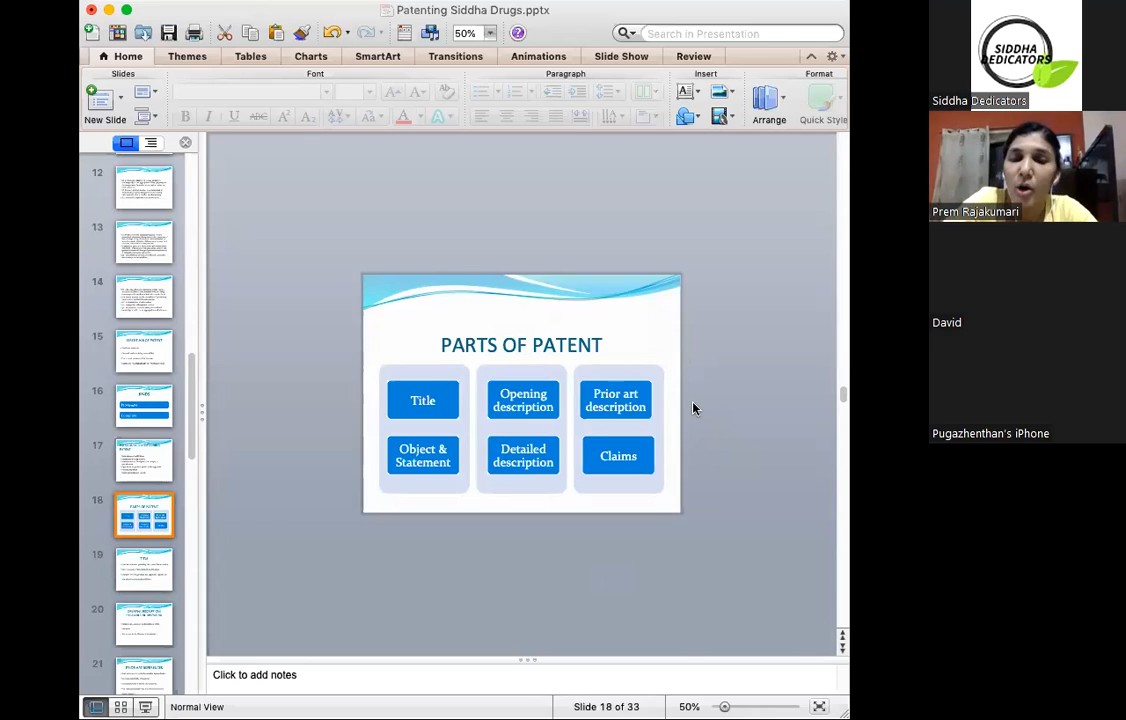 Patenting Siddha Drugs.pptx
50%
Search in Presentation
Home
Themes
Tables
Charts
SmartArt
Transitions
Animations
Slide Show
Review
Slides
Font
Paragraph
Insert
Format
New Slide
Arrange
Quick Style
12
13
14
15
16
17
18
19
20
21
PARTS OF PATENT
Title
Opening description
Prior art description
Object & Statement
Detailed description
Claims
Click to add notes
Normal View
Slide 18 of 33
50%
SIDDHA
DEDICATORS
Siddha Dedicators
Prem Rajakumari
David
Pugazhenthan's iPhone